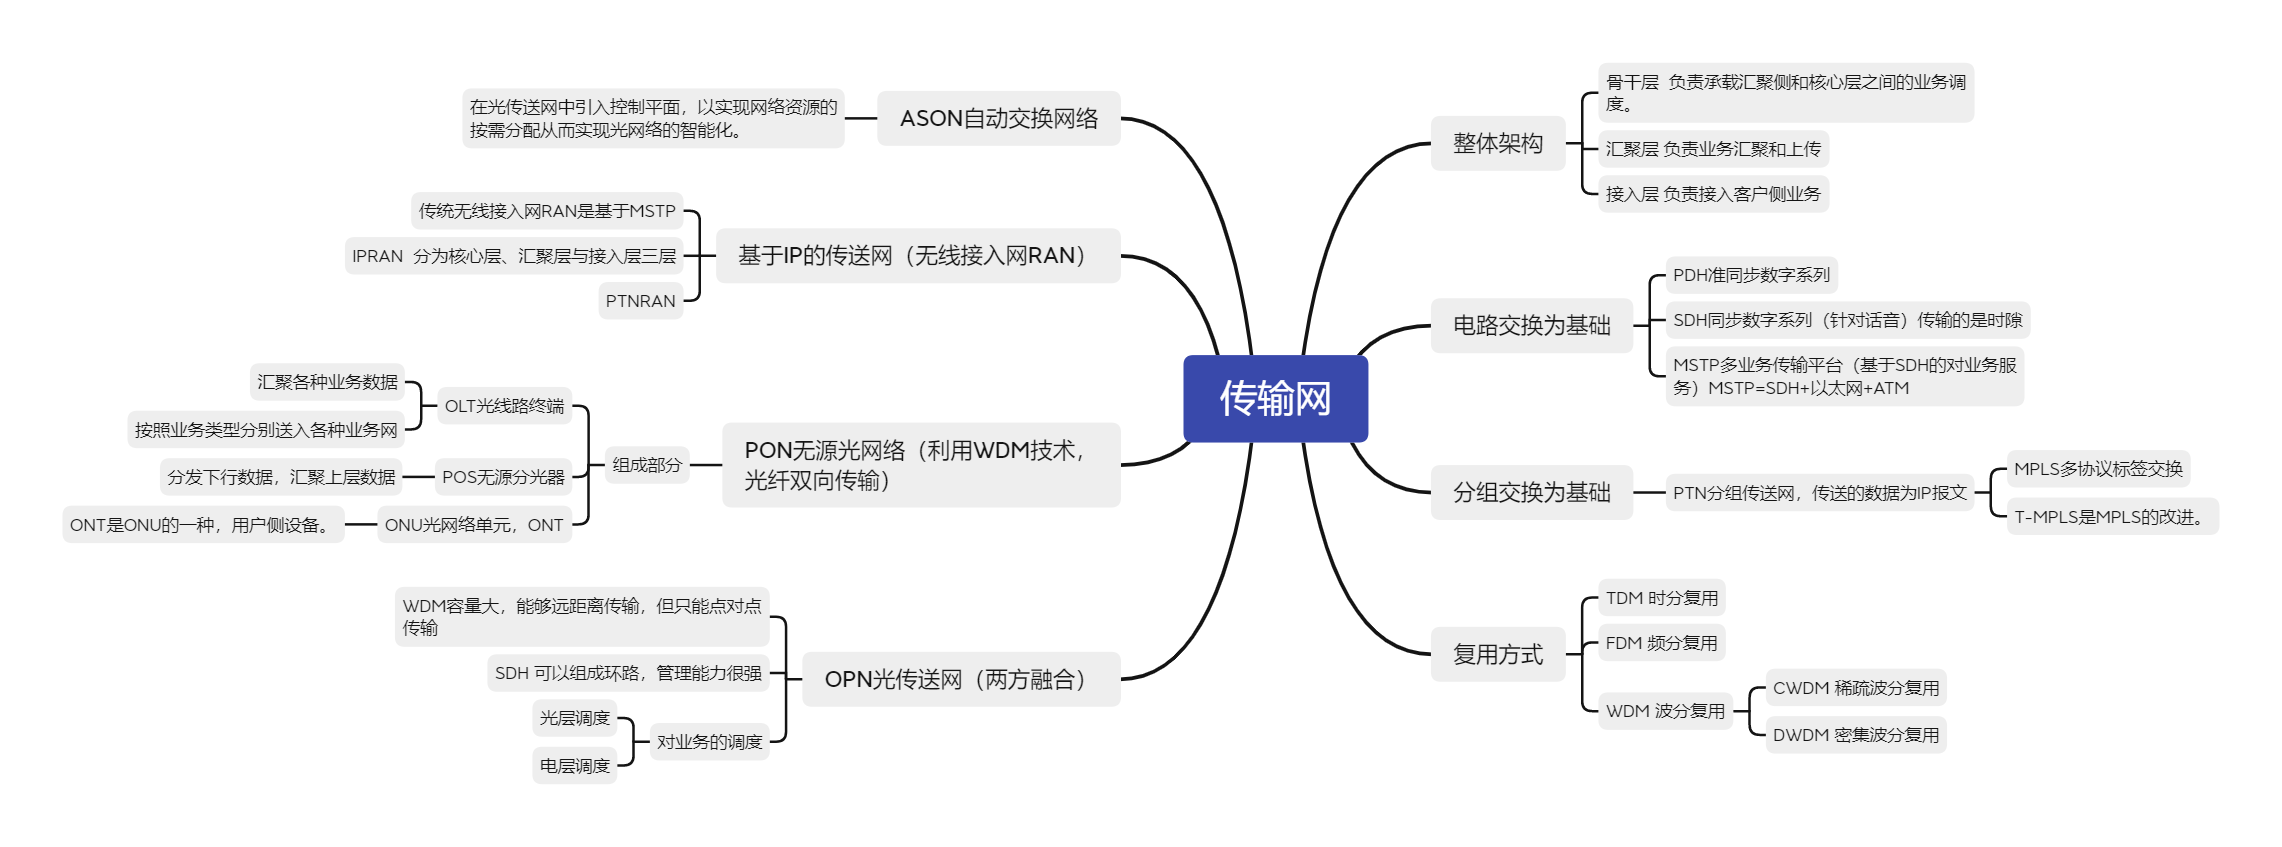 传输网
整体架构
骨干层  负责承载汇聚侧和核心层之间的业务调
度。
汇聚层 负责业务汇聚和上传
接入层 负责接入客户侧业务
电路交换为基础
PDH准同步数字系列
SDH同步数字系列（针对话音）传输的是时隙
MSTP多业务传输平台（基于SDH的对业务服
务）MSTP=SDH+以太网+ATM
分组交换为基础
PTN分组传送网，传送的数据为IP报文
MPLS多协议标签交换
T-MPLS是MPLS的改进。
复用方式
TDM 时分复用
FDM 频分复用
WDM 波分复用
CWDM 稀疏波分复用
DWDM 密集波分复用
ASON自动交换网络
在光传送网中引入控制平面，以实现网络资源的
按需分配从而实现光网络的智能化。
基于IP的传送网（无线接入网RAN）
传统无线接入网RAN是基于MSTP
IPRAN  分为核心层、汇聚层与接入层三层
PTNRAN
PON无源光网络（利用WDM技术，
光纤双向传输）
组成部分
OLT光线路终端
汇聚各种业务数据
按照业务类型分别送入各种业务网
POS无源分光器
分发下行数据，汇聚上层数据
ONU光网络单元，ONT
ONT是ONU的一种，用户侧设备。
OPN光传送网（两方融合）
WDM容量大，能够远距离传输，但只能点对点
传输
SDH 可以组成环路，管理能力很强
对业务的调度
光层调度
电层调度